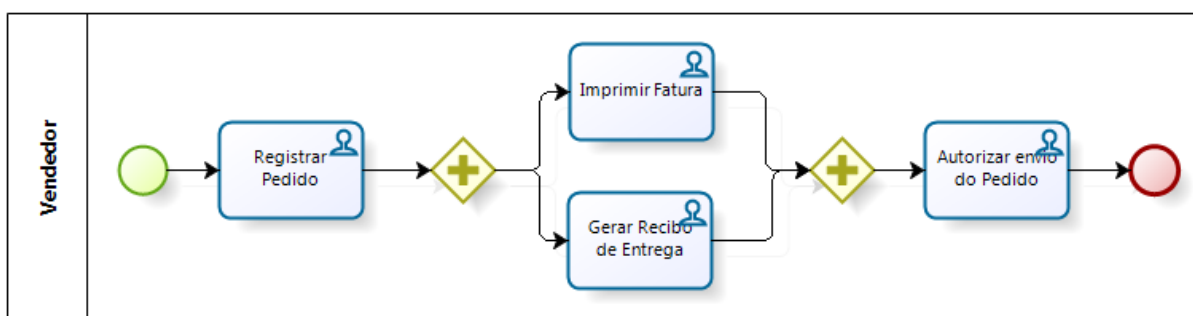 Vendedor
Registrar
Pedido
Imprimir Fatura
Gerar Recibo
de Entrega
Autorizar envio
do Pedido